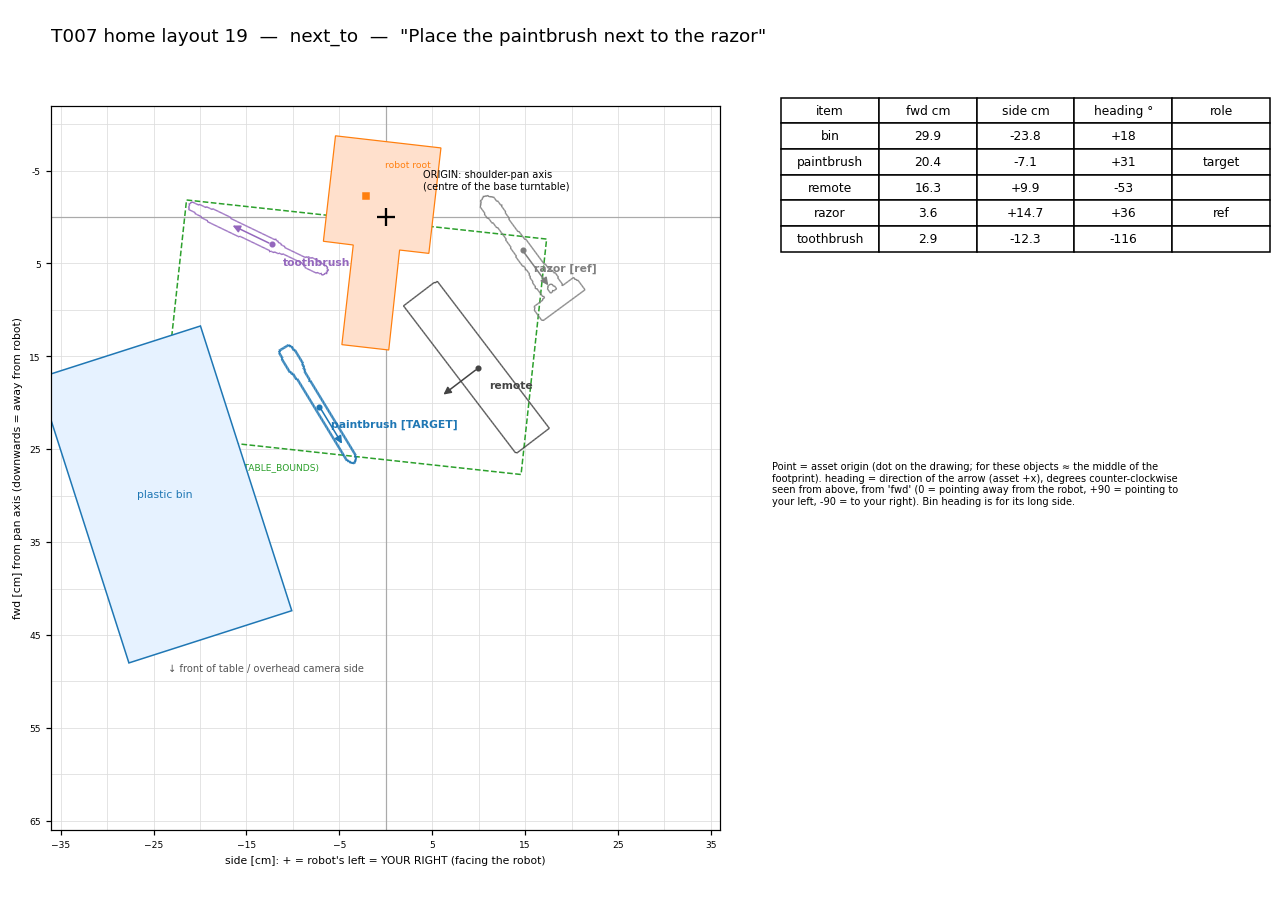 T007 home layout 19 — next_to — "Place the paintbrush next to the razor"
item fwd cm side cm heading ° role
bin 29.9 -23.8 +18
paintbrush 20.4 -7.1 +31 target
remote 16.3 +9.9 -53
razor 3.6 +14.7 +36 ref
toothbrush 2.9 -12.3 -116
robot root
ORIGIN: shoulder-pan axis
(centre of the base turntable)
toothbrush
razor [ref]
remote
paintbrush [TARGET]
TABLE_BOUNDS)
plastic bin
↓ front of table / overhead camera side
fwd [cm] from pan axis (downwards = away from robot)
-5
5
15
25
35
45
55
65
−35 −25 −15 −5 5 15 25 35
side [cm]: + = robot's left = YOUR RIGHT (facing the robot)
Point = asset origin (dot on the drawing; for these objects ≈ the middle of the
footprint). heading = direction of the arrow (asset +x), degrees counter-clockwise
seen from above, from 'fwd' (0 = pointing away from the robot, +90 = pointing to
your left, -90 = to your right). Bin heading is for its long side.